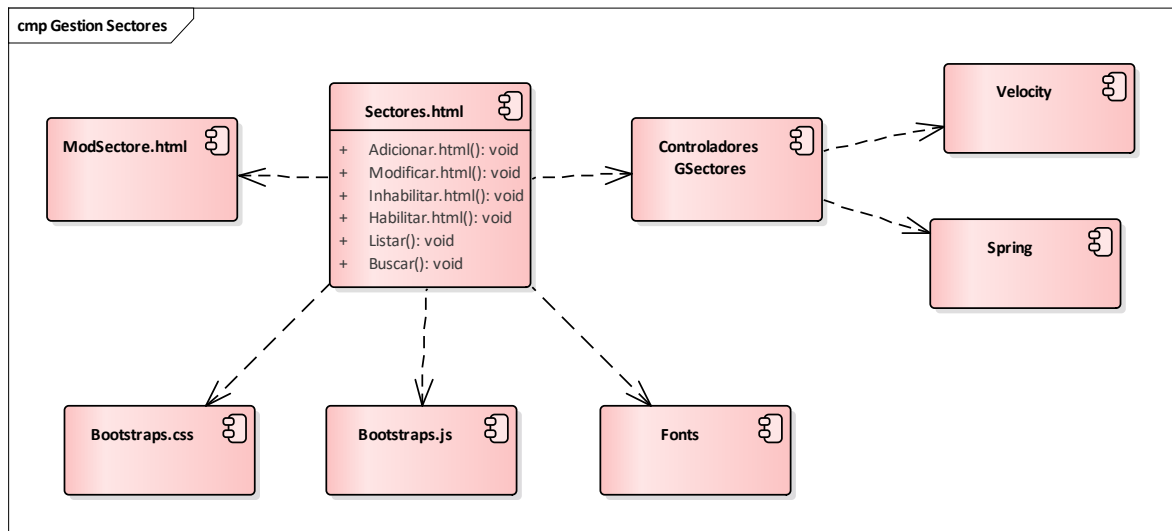 cmp Gestion Sectores
ModSectore.html
Sectores.html
+ Adicionar.html(): void
+ Modificar.html(): void
+ Inhabilitar.html(): void
+ Habilitar.html(): void
+ Listar(): void
+ Buscar(): void
Controladores
GSectores
Velocity
Spring
Bootstraps.css
Bootstraps.js
Fonts